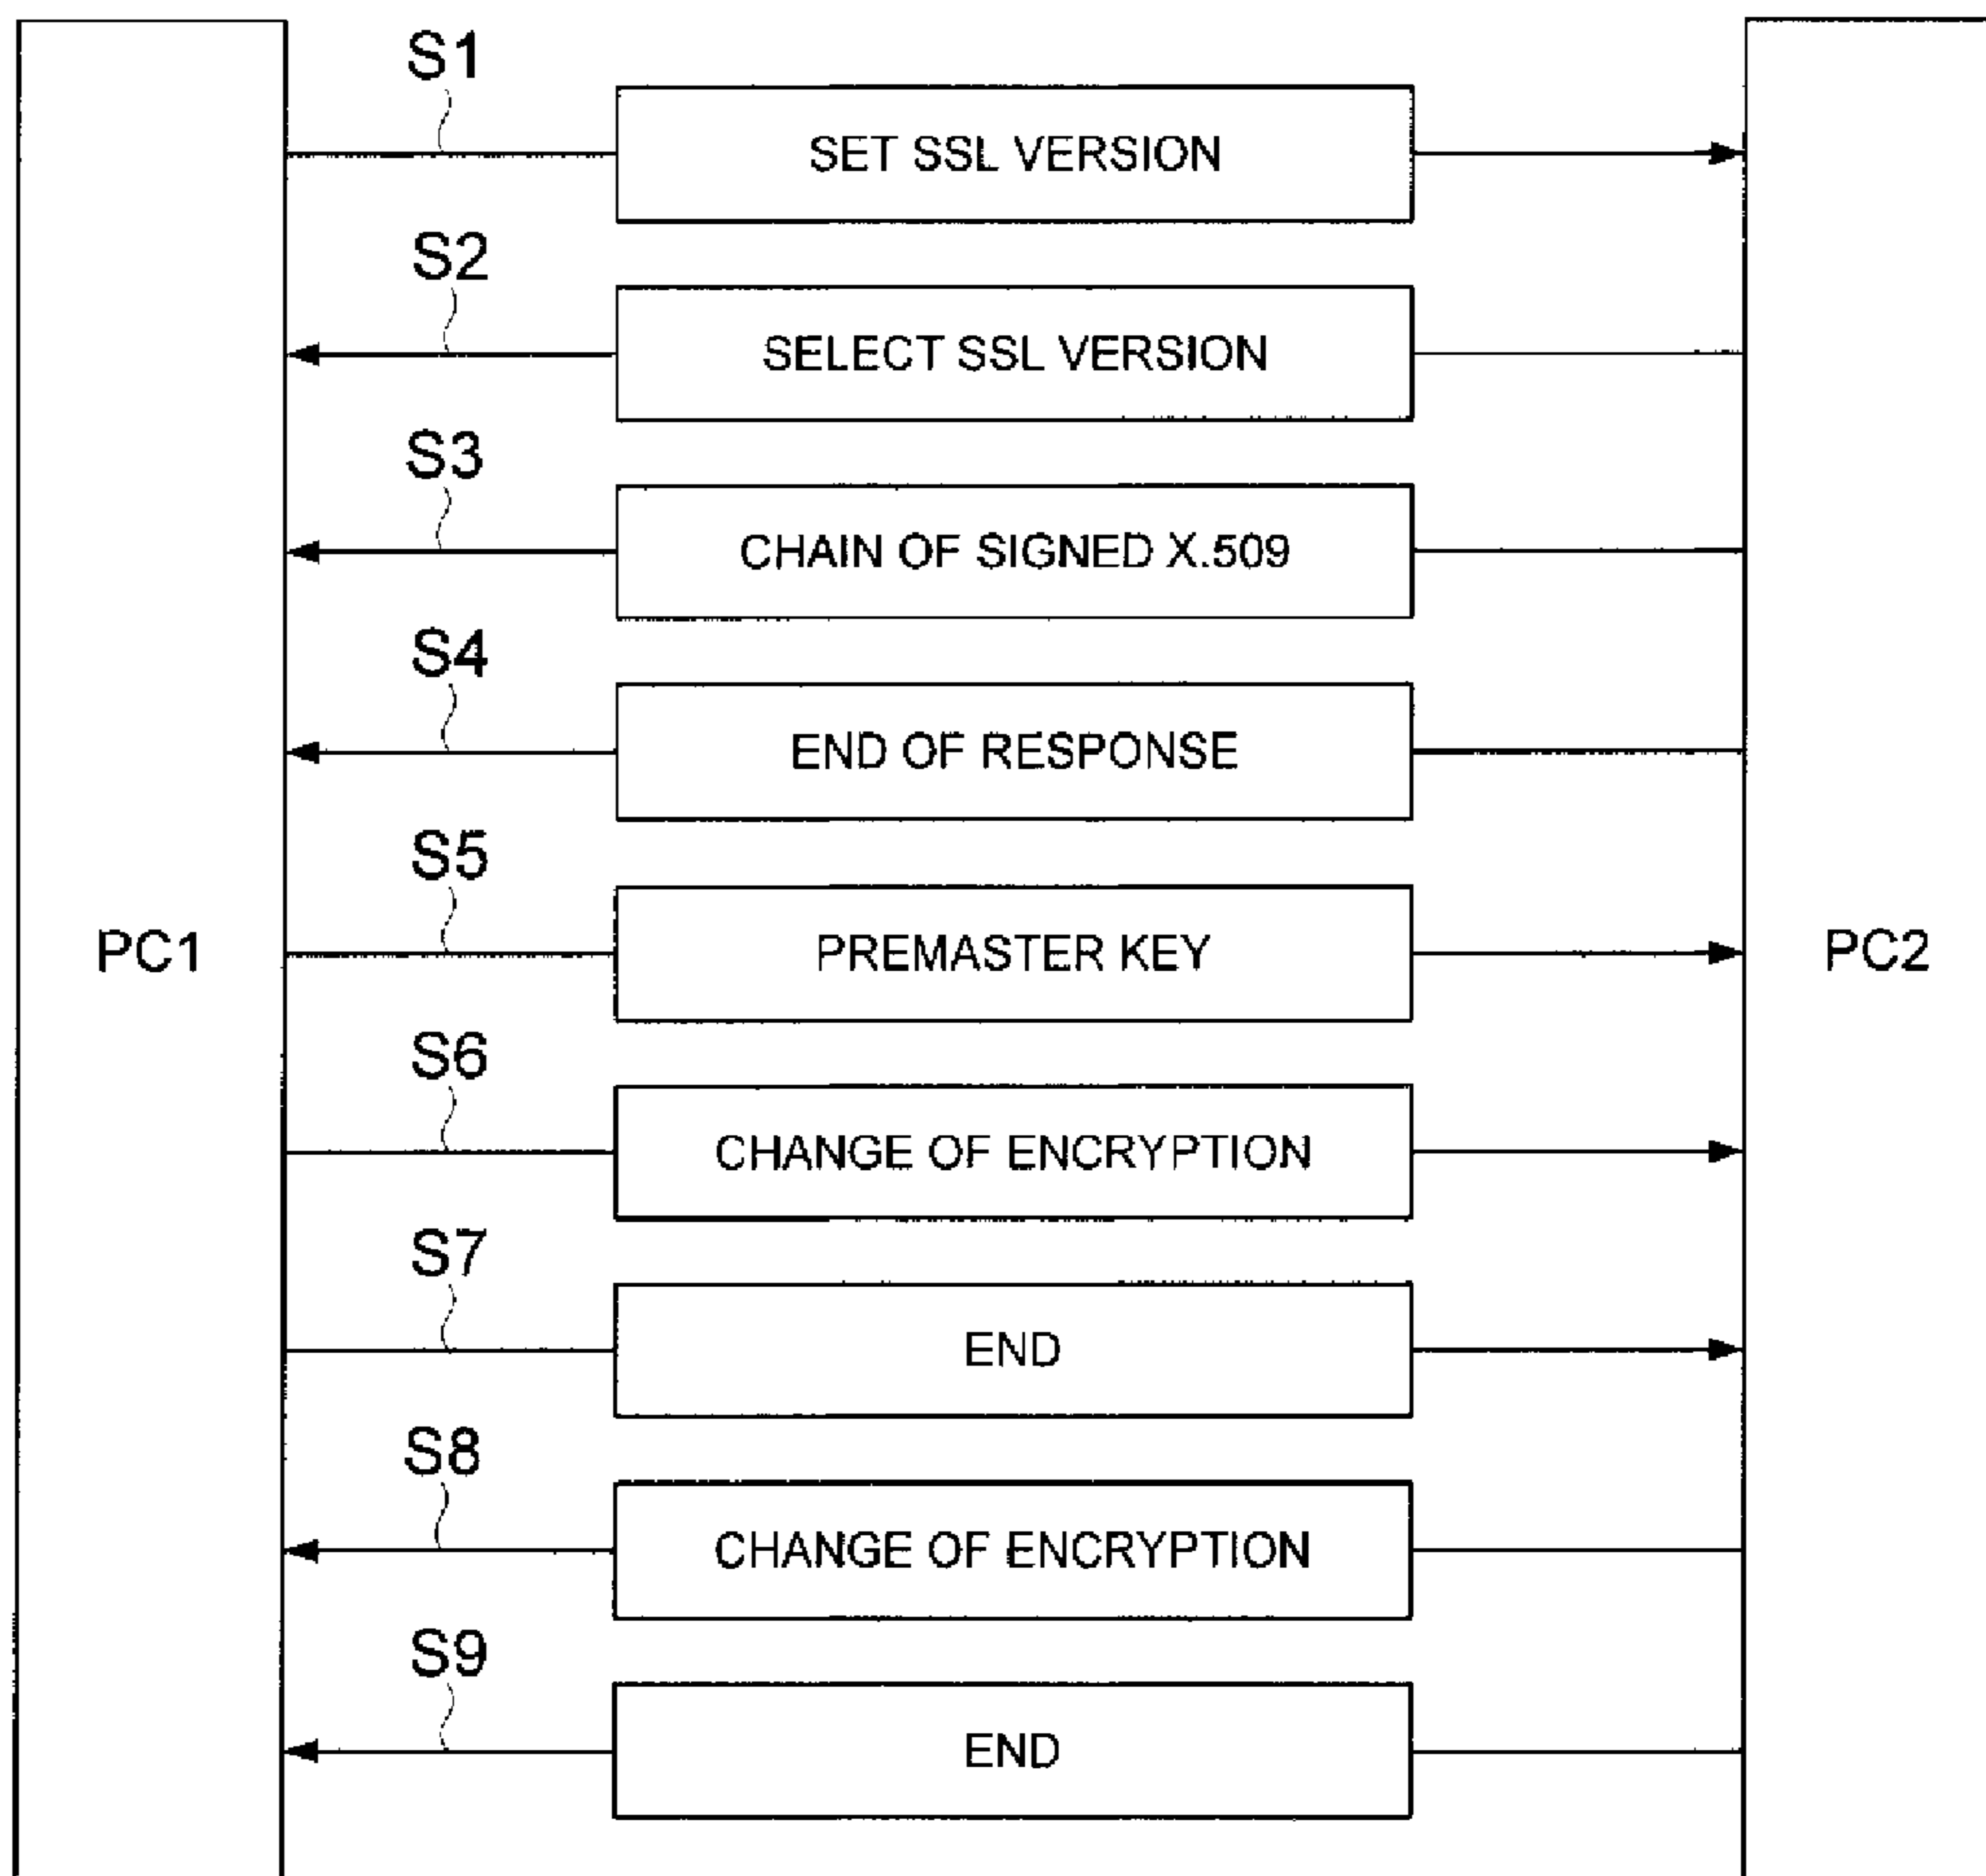 S1
SET SSL VERSION
S2
SELECT SSL VERSION
S3
CHAIN OF SIGNED X.509
S4
END OF RESPONSE
S5
PC1
PREMASTER KEY
PC2
S6
CHANGE OF ENCRYPTION
S7
END
S8
CHANGE OF ENCRYPTION
S9
END